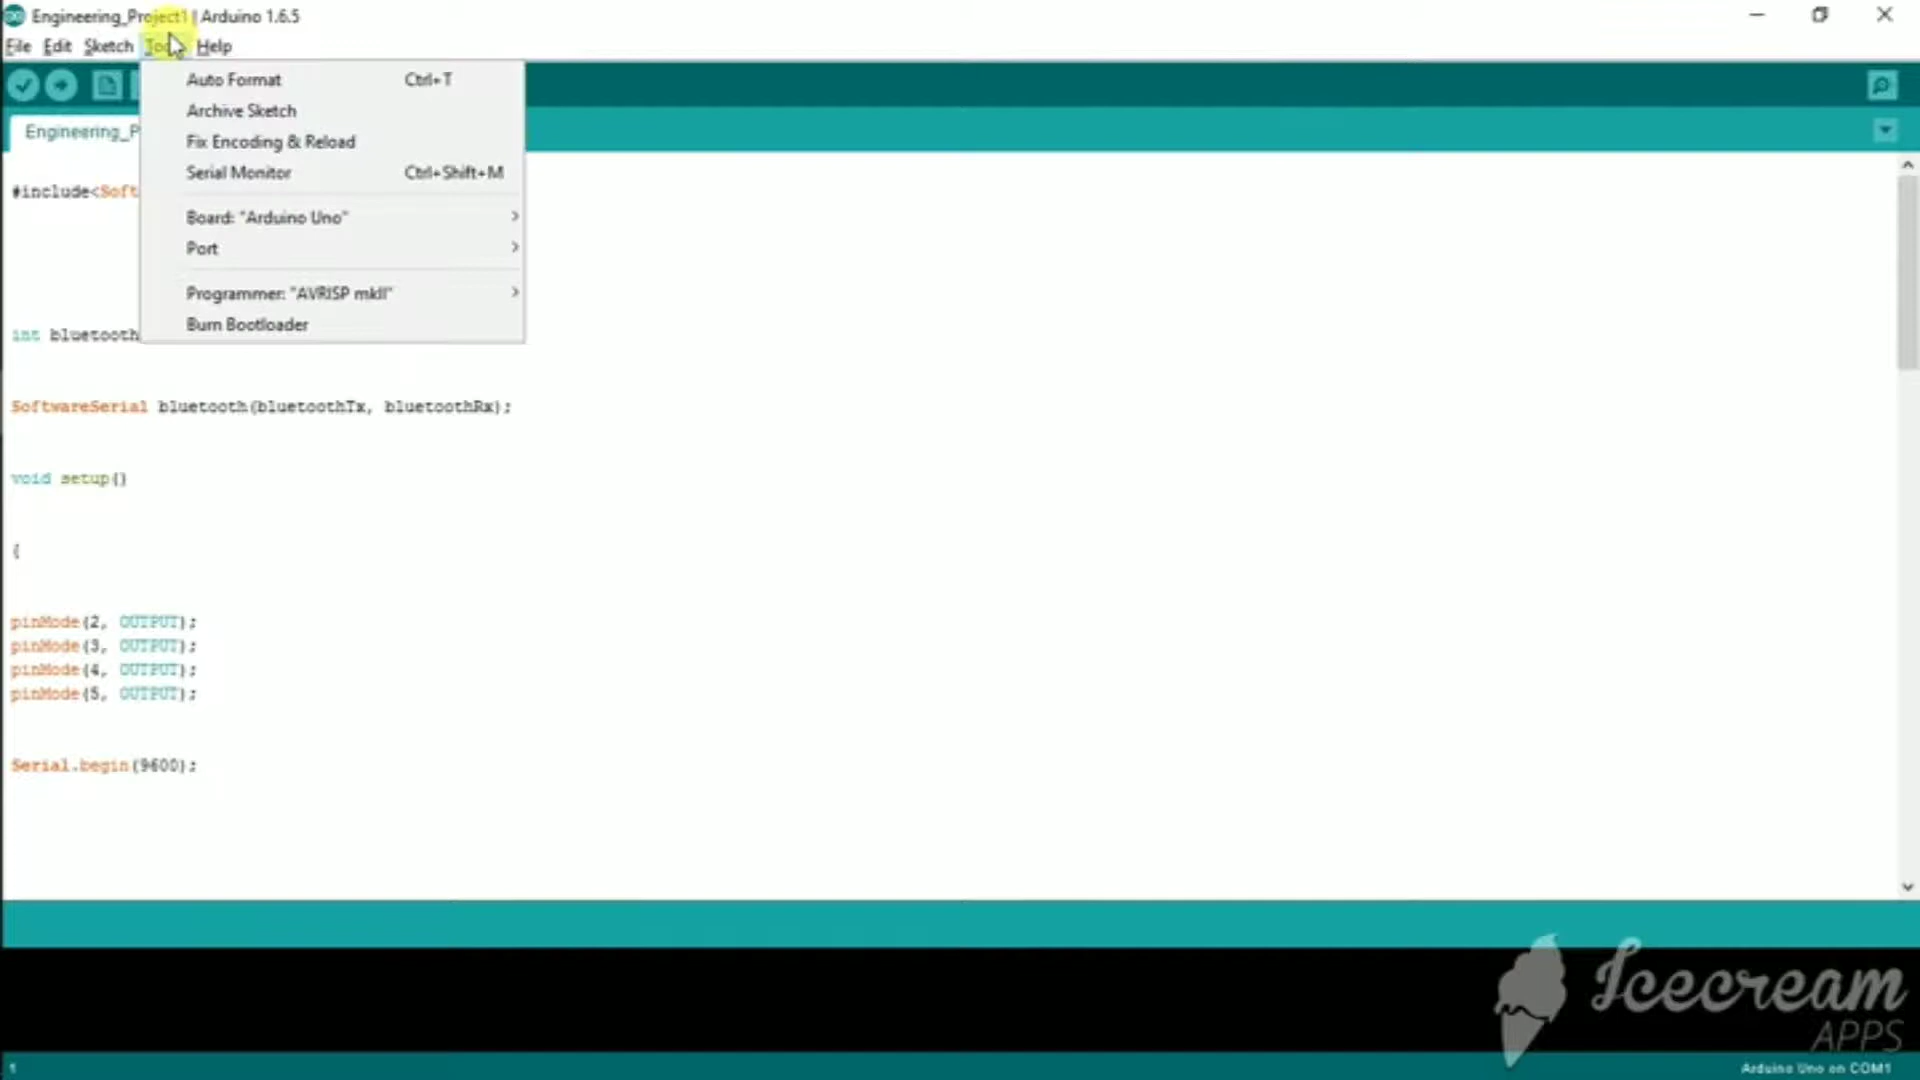 Engineering_Project1 | Arduino 1.6.5
File Edit Sketch Tools Help
Auto Format Ctrl+T
Archive Sketch
Engineering_P
Fix Encoding & Reload
Serial Monitor Ctrl+Shift+M
#include<Soft
Board: "Arduino Uno"
Port
Programmer: "AVRISP mkII"
Burn Bootloader
int bluetooth
SoftwareSerial bluetooth(bluetoothTx, bluetoothRx);
void setup()
{
pinMode(2, OUTPUT);
pinMode(3, OUTPUT);
pinMode(4, OUTPUT);
pinMode(5, OUTPUT);
Serial.begin(9600);
Icecream
APPS
1
Arduino Uno on COM1